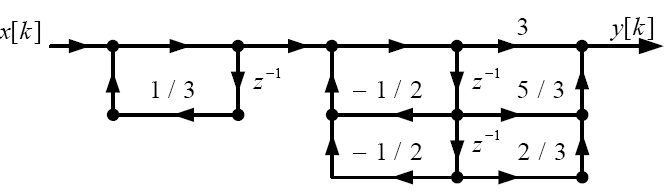 3
x[k] y[k]
1 / 3 z⁻¹ – 1 / 2 z⁻¹ 5 / 3
– 1 / 2 z⁻¹ 2 / 3